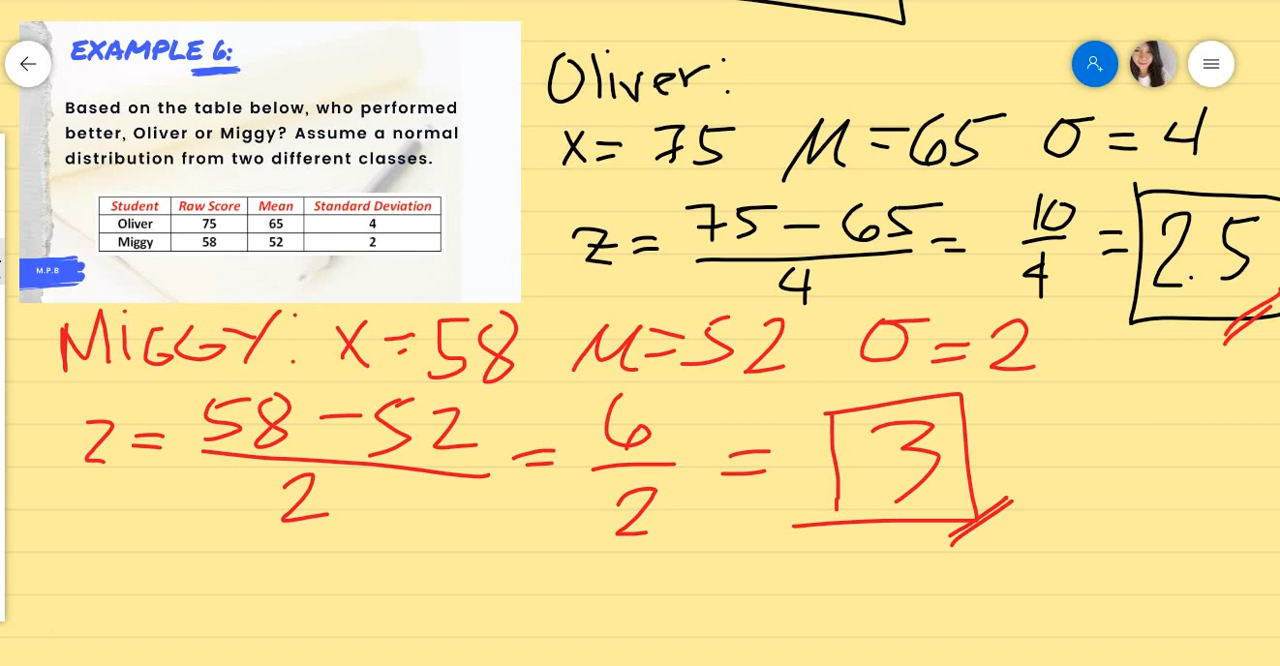 EXAMPLE 6:
Based on the table below, who performed
better, Oliver or Miggy? Assume a normal
distribution from two different classes.
Student Raw Score Mean Standard Deviation
Oliver 75 65 4
Miggy 58 52 2
M.P.B
Oliver:
x = 75 μ = 65 σ = 4
z = 75 - 65 / 4 = 10 / 4 = 2.5
MiGGY: x = 58 μ = 52 σ = 2
z = 58 - 52 / 2 = 6 / 2 = 3